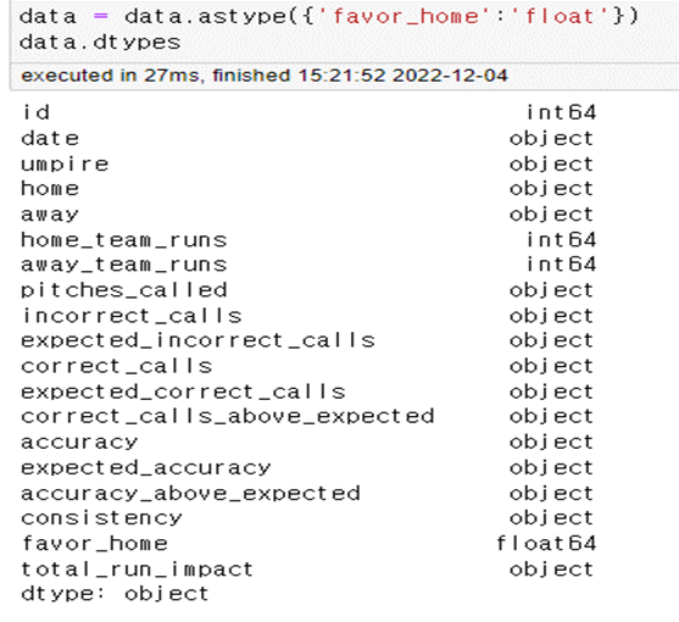 data = data.astype({'favor_home':'float'})
data.dtypes
executed in 27ms, finished 15:21:52 2022-12-04
id int64
date object
umpire object
home object
away object
home_team_runs int64
away_team_runs int64
pitches_called object
incorrect_calls object
expected_incorrect_calls object
correct_calls object
expected_correct_calls object
correct_calls_above_expected object
accuracy object
expected_accuracy object
accuracy_above_expected object
consistency object
favor_home float64
total_run_impact object
dtype: object